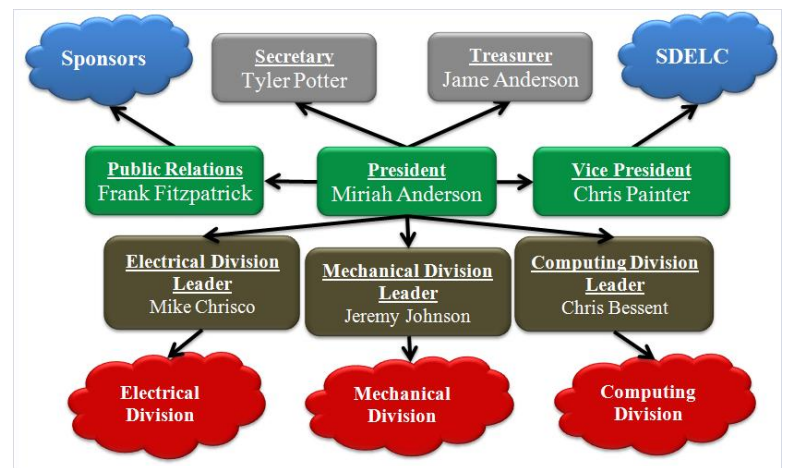 Sponsors
Secretary
Tyler Potter
Treasurer
Jame Anderson
SDELC
Public Relations
Frank Fitzpatrick
President
Miriah Anderson
Vice President
Chris Painter
Electrical Division
Leader
Mike Chrisco
Mechanical Division
Leader
Jeremy Johnson
Computing Division
Leader
Chris Bessent
Electrical
Division
Mechanical
Division
Computing
Division